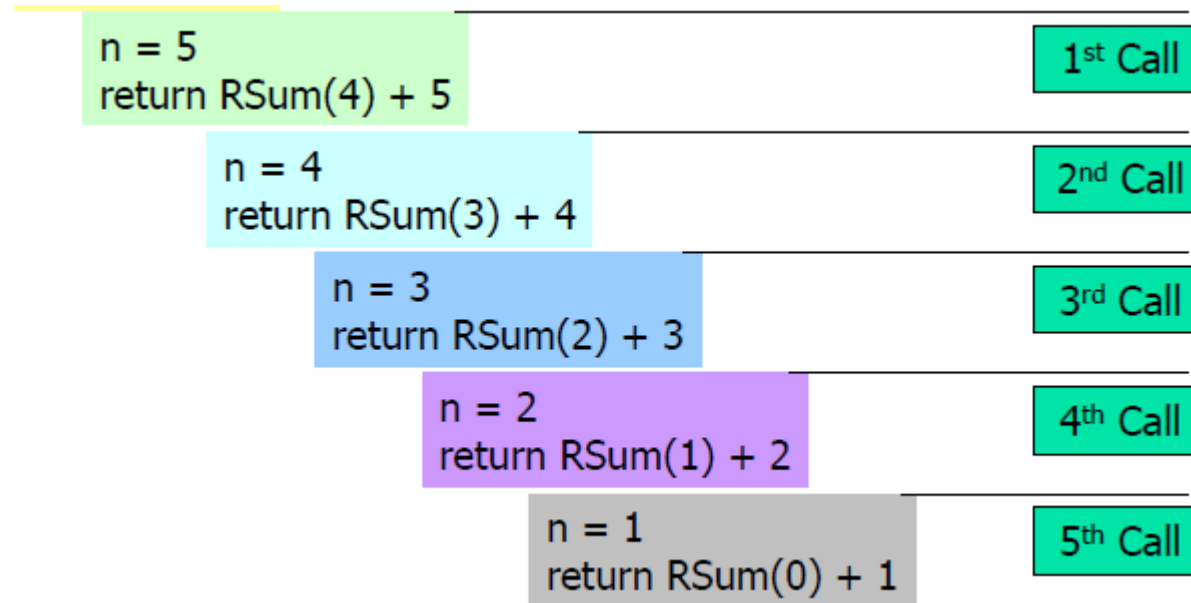 n = 5
return RSum(4) + 5
1st Call
n = 4
return RSum(3) + 4
2nd Call
n = 3
return RSum(2) + 3
3rd Call
n = 2
return RSum(1) + 2
4th Call
n = 1
return RSum(0) + 1
5th Call